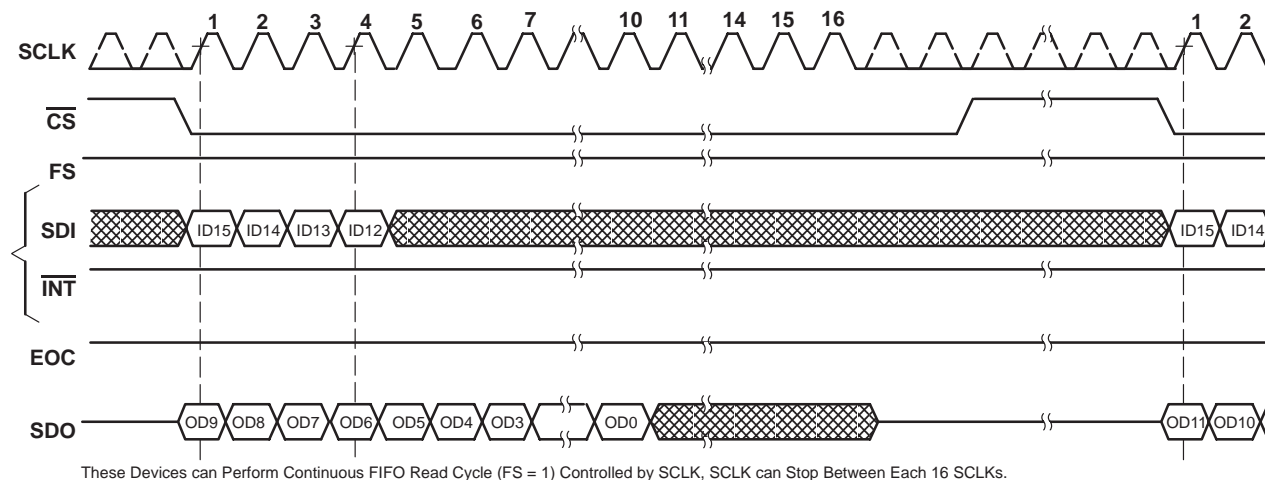 1 2 3 4 5 6 7 10 11 14 15 16 1 2
SCLK
CS
FS
SDI ID15 ID14 ID13 ID12 ID15 ID14
INT
EOC
SDO OD9 OD8 OD7 OD6 OD5 OD4 OD3 OD0 OD11 OD10
These Devices can Perform Continuous FIFO Read Cycle (FS = 1) Controlled by SCLK, SCLK can Stop Between Each 16 SCLKs.